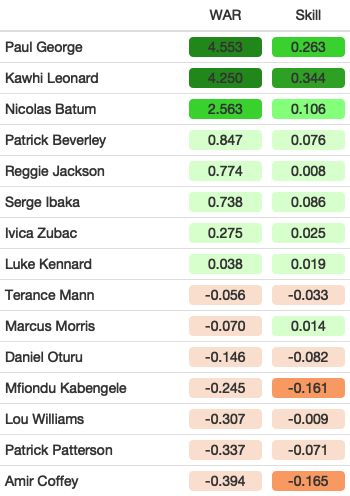 WAR Skill
Paul George 4.553 0.263
Kawhi Leonard 4.250 0.344
Nicolas Batum 2.563 0.106
Patrick Beverley 0.847 0.076
Reggie Jackson 0.774 0.008
Serge Ibaka 0.738 0.086
Ivica Zubac 0.275 0.025
Luke Kennard 0.038 0.019
Terance Mann -0.056 -0.033
Marcus Morris -0.070 0.014
Daniel Oturu -0.146 -0.082
Mfiondu Kabengele -0.245 -0.161
Lou Williams -0.307 -0.009
Patrick Patterson -0.337 -0.071
Amir Coffey -0.394 -0.165